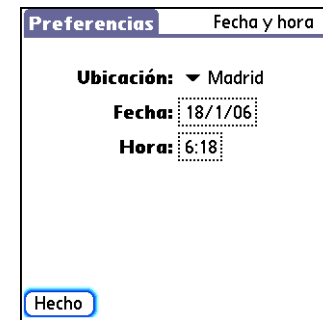 Preferencias Fecha y hora
Ubicación: Madrid
Fecha: 18/1/06
Hora: 6:18
Hecho